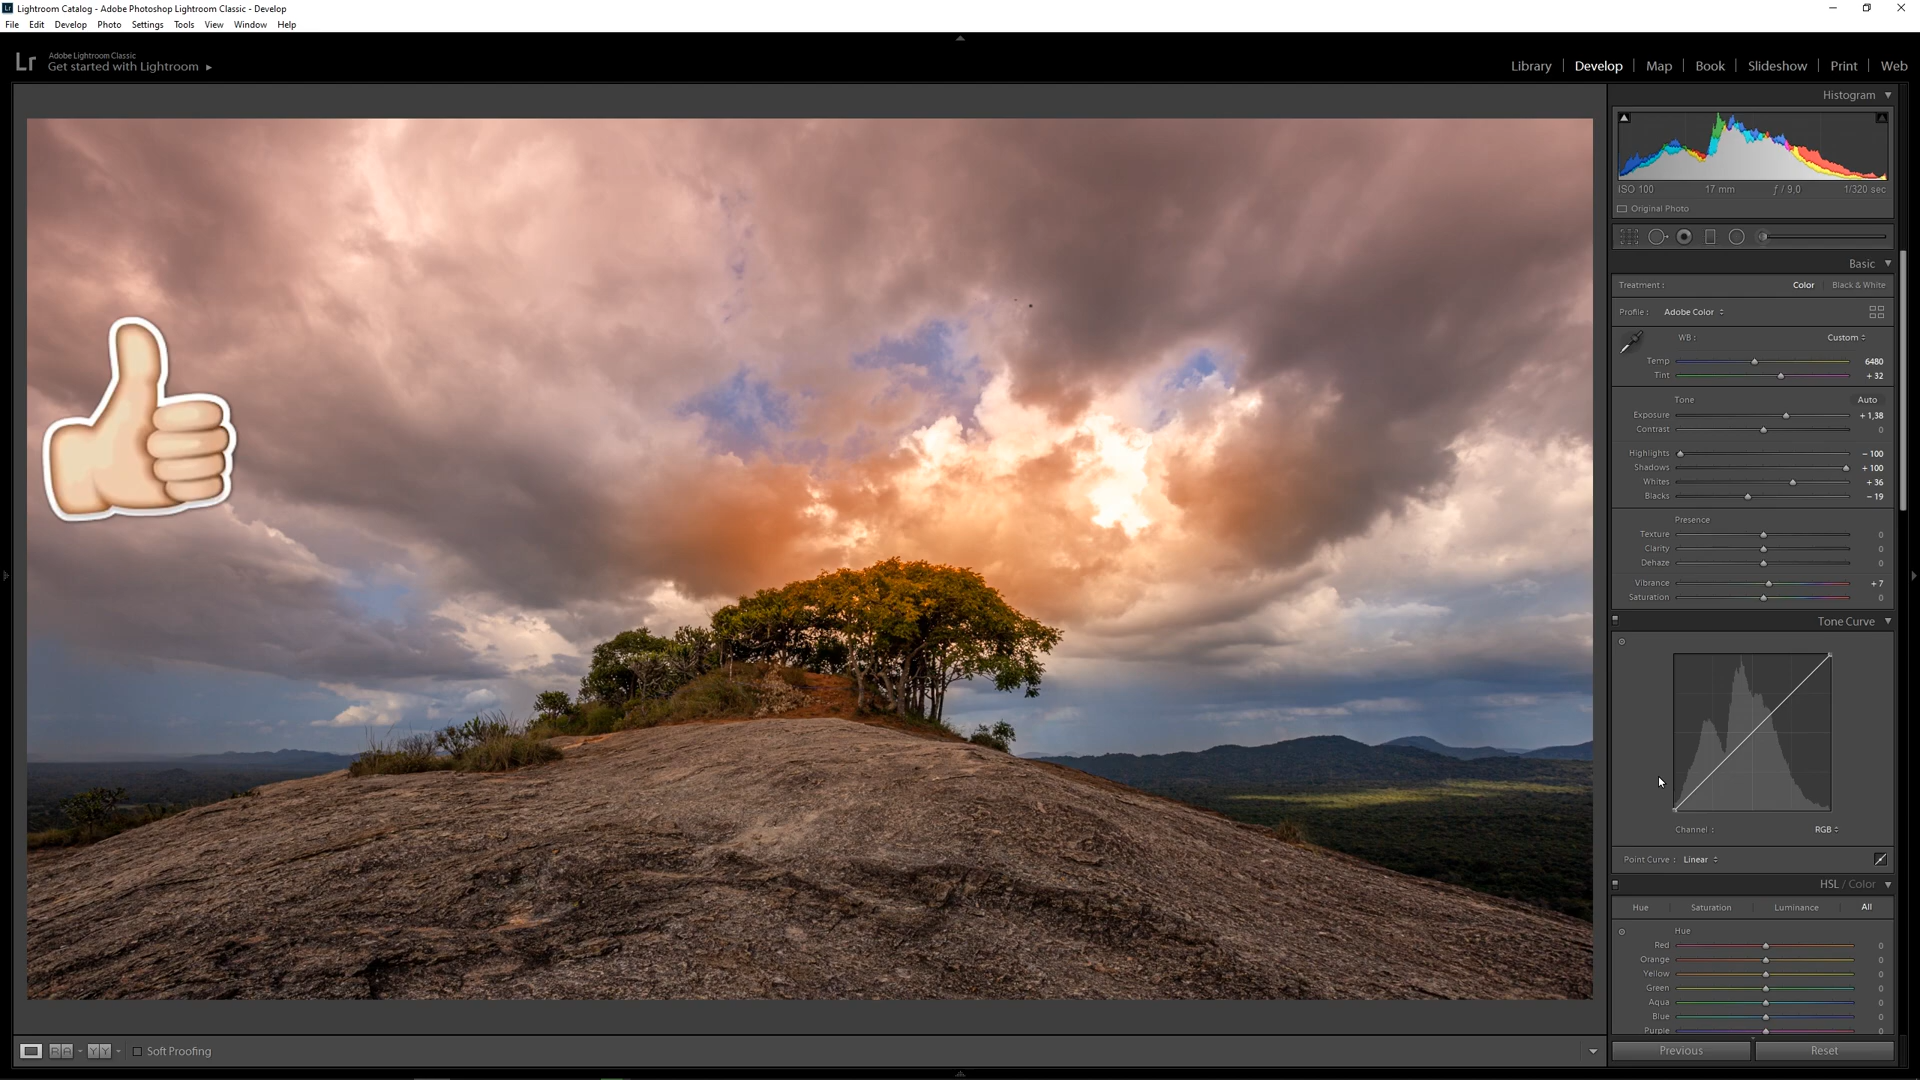 Lightroom Catalog - Adobe Photoshop Lightroom Classic - Develop
File Edit Develop Photo Settings Tools View Window Help
Lr
Adobe Lightroom Classic
Get started with Lightroom
Library Develop Map Book Slideshow Print Web
Histogram
ISO 100 17 mm ƒ / 9,0 1/320 sec
Original Photo
Basic
Treatment : Color Black & White
Profile : Adobe Color
WB : Custom
Temp 6480
Tint + 32
Tone Auto
Exposure + 1,38
Contrast 0
Highlights − 100
Shadows + 100
Whites + 36
Blacks − 19
Presence
Texture 0
Clarity 0
Dehaze 0
Vibrance + 7
Saturation 0
Tone Curve
Channel : RGB
Point Curve : Linear
HSL / Color
Hue Saturation Luminance All
Hue
Red 0
Orange 0
Yellow 0
Green 0
Aqua 0
Blue 0
Purple
Soft Proofing
Previous Reset